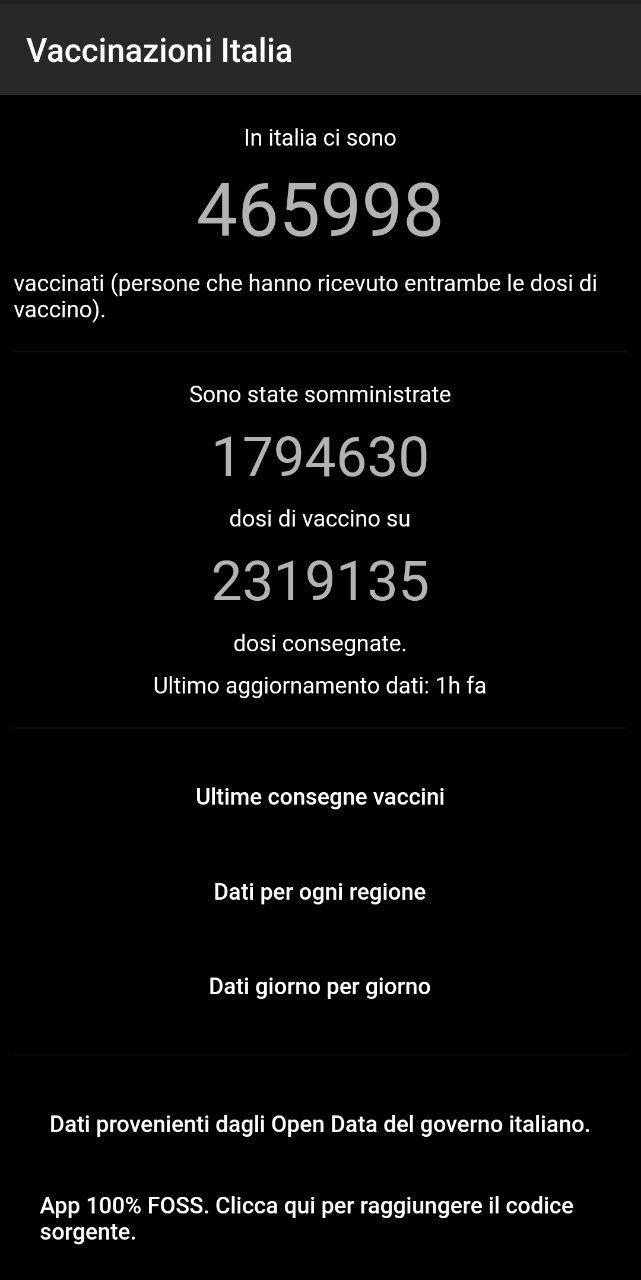 Vaccinazioni Italia
In italia ci sono
465998
vaccinati (persone che hanno ricevuto entrambe le dosi di
vaccino).
Sono state somministrate
1794630
dosi di vaccino su
2319135
dosi consegnate.
Ultimo aggiornamento dati: 1h fa
Ultime consegne vaccini
Dati per ogni regione
Dati giorno per giorno
Dati provenienti dagli Open Data del governo italiano.
App 100% FOSS. Clicca qui per raggiungere il codice
sorgente.